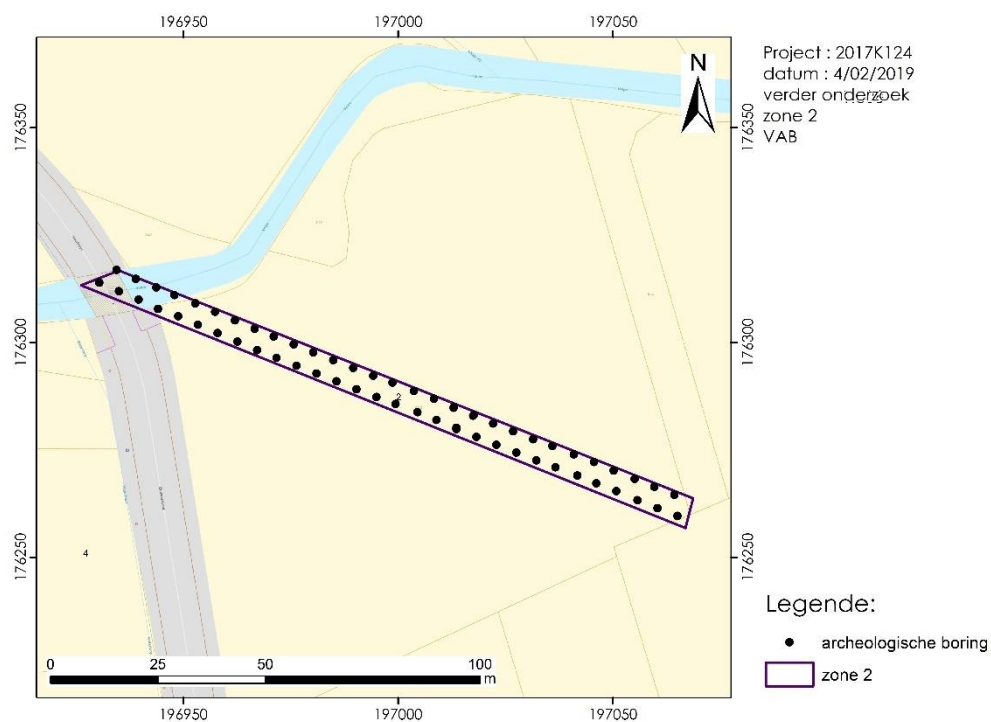 196950
197000
197050
Project : 2017K124
datum : 4/02/2019
verder onderzoek
zone 2
VAB
N
176350
176350
176300
176300
2
176250
176250
4
Legende:
archeologische boring
zone 2
0 25 50 100
m
196950
197000
197050